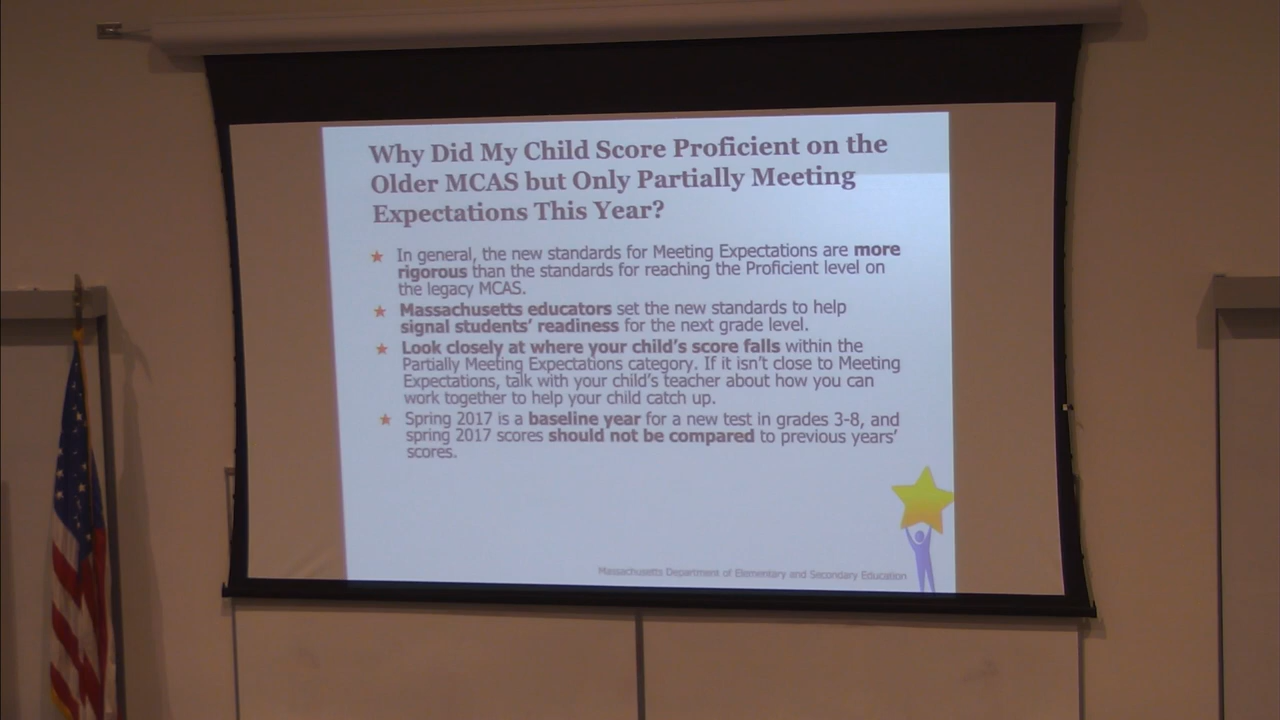 Why Did My Child Score Proficient on the
Older MCAS but Only Partially Meeting
Expectations This Year?
In general, the new standards for Meeting Expectations are more
rigorous than the standards for reaching the Proficient level on
the legacy MCAS.
Massachusetts educators set the new standards to help
signal students' readiness for the next grade level.
Look closely at where your child's score falls within the
Partially Meeting Expectations category. If it isn't close to Meeting
Expectations, talk with your child's teacher about how you can
work together to help your child catch up.
Spring 2017 is a baseline year for a new test in grades 3-8, and
spring 2017 scores should not be compared to previous years'
scores.
Massachusetts Department of Elementary and Secondary Education